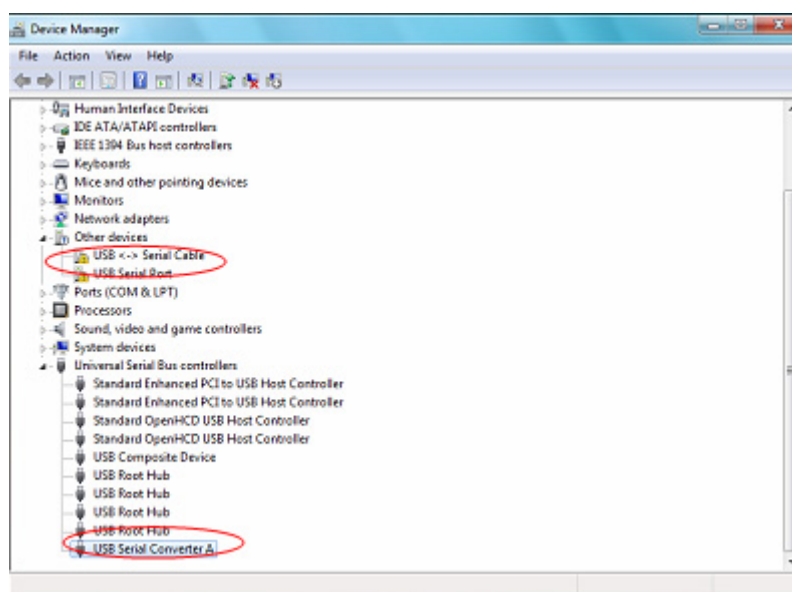 Device Manager
File Action View Help
Human Interface Devices
IDE ATA/ATAPI controllers
IEEE 1394 Bus host controllers
Keyboards
Mice and other pointing devices
Monitors
Network adapters
Other devices
USB <-> Serial Cable
USB Serial Port
Ports (COM & LPT)
Processors
Sound, video and game controllers
System devices
Universal Serial Bus controllers
Standard Enhanced PCI to USB Host Controller
Standard Enhanced PCI to USB Host Controller
Standard OpenHCD USB Host Controller
Standard OpenHCD USB Host Controller
USB Composite Device
USB Root Hub
USB Root Hub
USB Root Hub
USB Root Hub
USB Serial Converter A